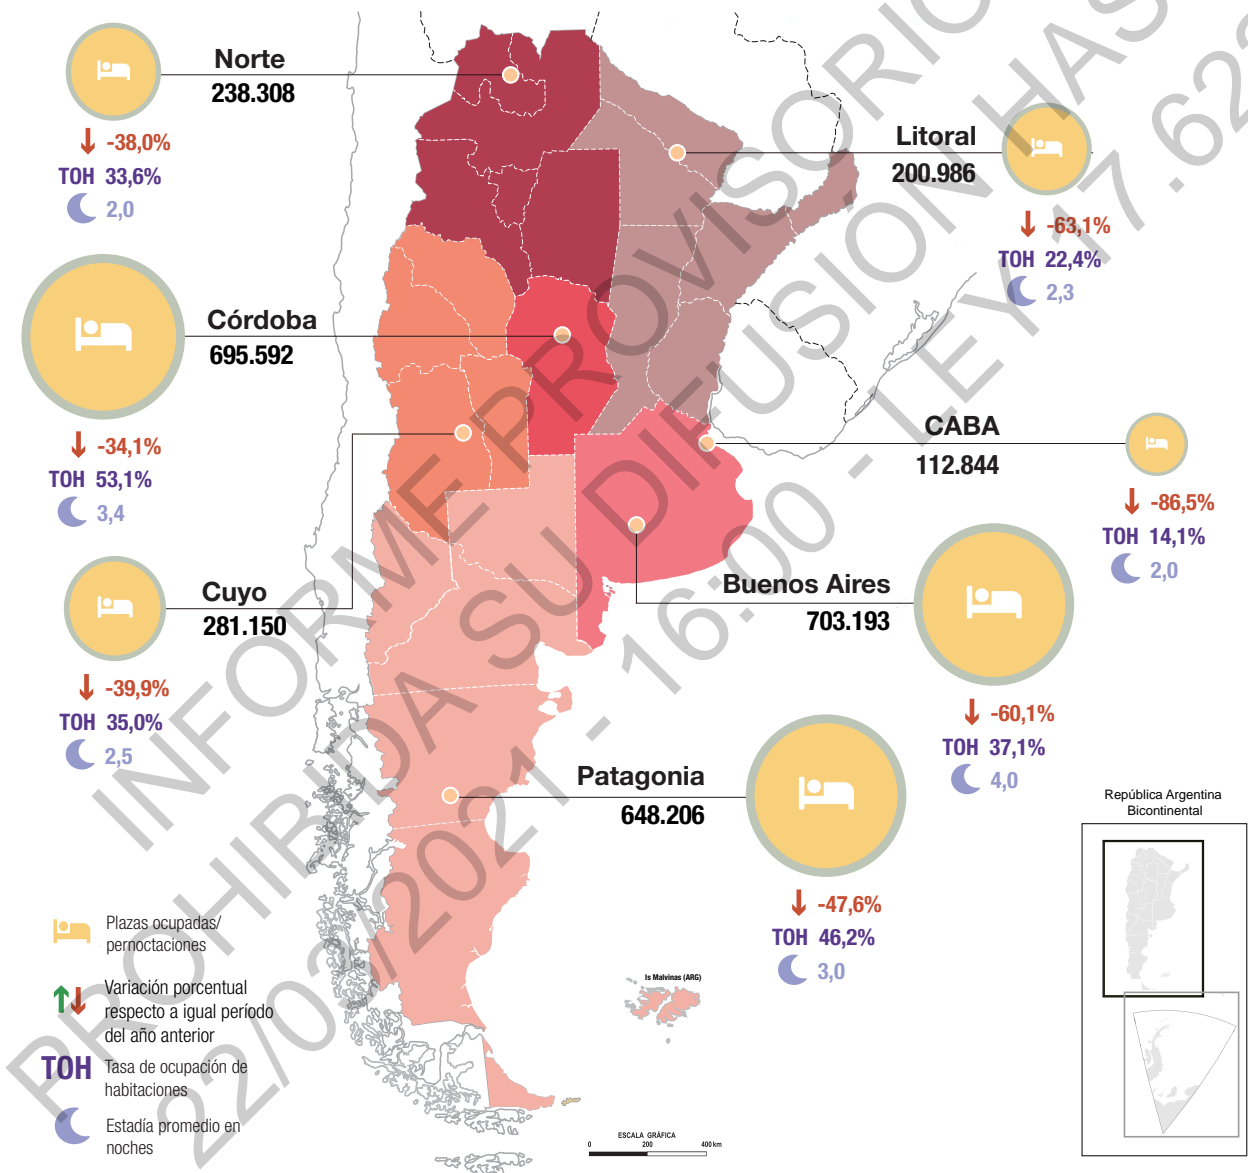 Norte
238.308
-38,0%
TOH 33,6%
2,0
Litoral
200.986
-63,1%
TOH 22,4%
2,3
Córdoba
695.592
-34,1%
TOH 53,1%
3,4
CABA
112.844
-86,5%
TOH 14,1%
2,0
Cuyo
281.150
-39,9%
TOH 35,0%
2,5
Buenos Aires
703.193
-60,1%
TOH 37,1%
4,0
Patagonia
648.206
-47,6%
TOH 46,2%
3,0
República Argentina
Bicontinental
Is Malvinas (ARG)
Plazas ocupadas/
pernoctaciones
Variación porcentual
respecto a igual período
del año anterior
TOH
Tasa de ocupación de
habitaciones
Estadía promedio en
noches
ESCALA GRÁFICA
0 200 400 km
INFORME PROVISORIO
PROHIBIDA SU DIFUSIÓN HAS
22/03/2021 - 16:00 - LEY 17.622